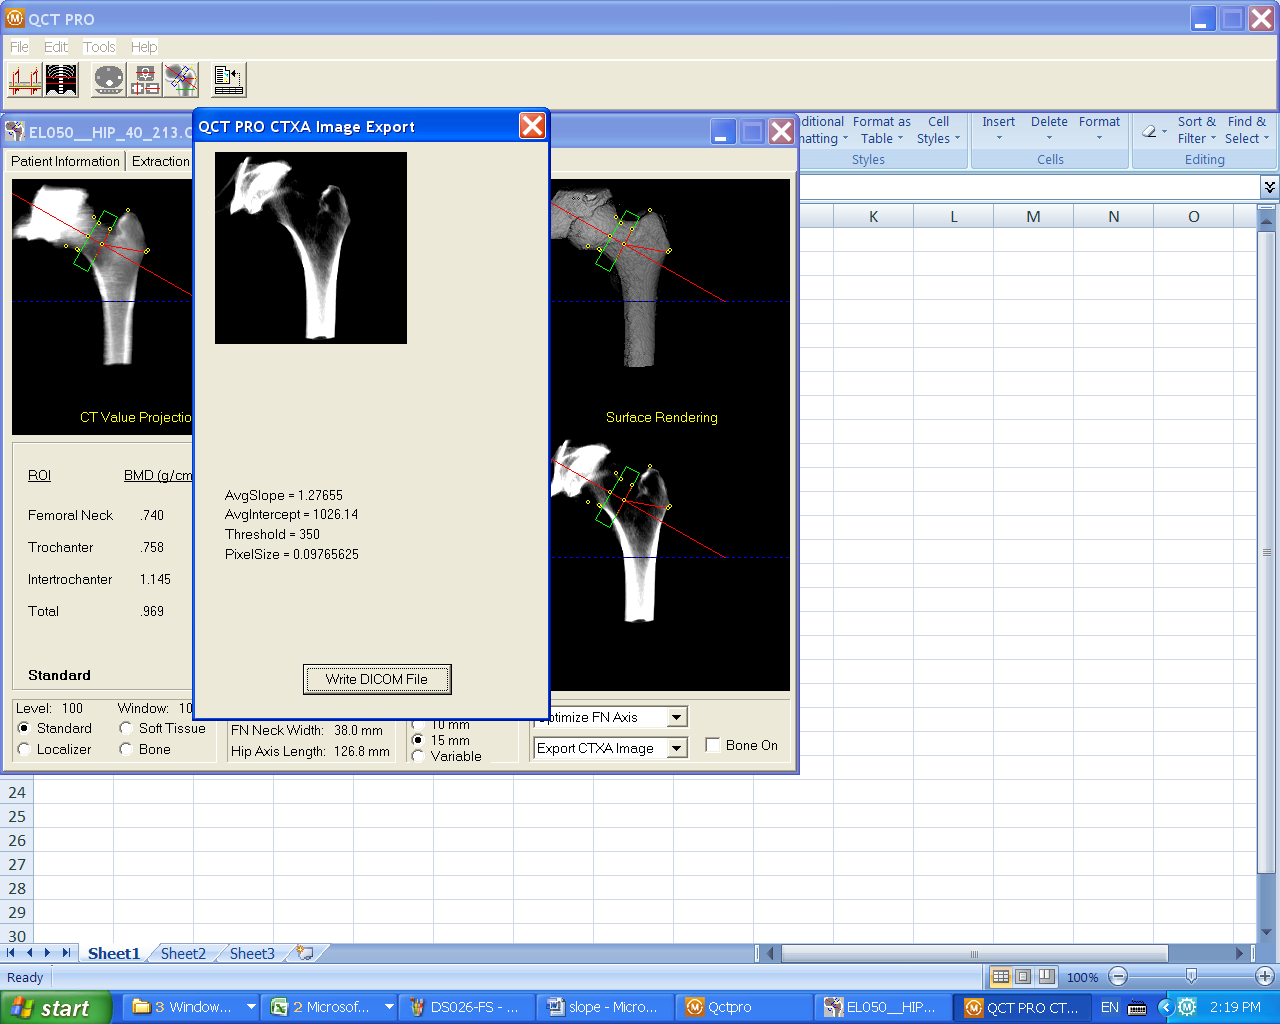 QCT PRO
File Edit Tools Help
EL050__HIP_40_213.
QCT PRO CTXA Image Export
Patient Information Extraction
CT Value Projectio
Surface Rendering
ROI BMD (g/cm
Femoral Neck .740
Trochanter .758
Intertrochanter 1.145
Total .969
Standard
AvgSlope = 1.27655
AvgIntercept = 1026.14
Threshold = 350
PixelSize = 0.09765625
Write DICOM File
Level: 100 Window: 10
Standard Soft Tissue
Localizer Bone
FN Neck Width: 38.0 mm
Hip Axis Length: 126.8 mm
10 mm
15 mm
Variable
Optimize FN Axis
Export CTXA Image
Bone On
ditional Format as Cell Insert Delete Format Sort & Find &
matting Table Styles Filter Select
Styles Cells Editing
K L M N O
24
25
26
27
28
29
30
Sheet1 Sheet2 Sheet3
Ready 100%
start 3 Window... 2 Microsof... DS026-FS - ... slope - Micro... Qctpro EL050__HIP... QCT PRO CT... EN 2:19 PM